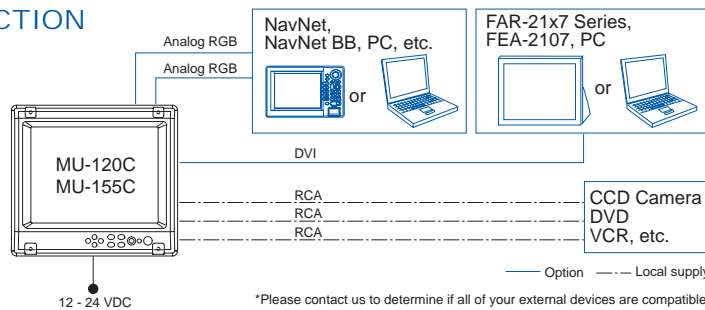 CTION
Analog RGB
Analog RGB
NavNet,
NavNet BB, PC, etc.
or
FAR-21x7 Series,
FEA-2107, PC
or
MU-120C
MU-155C
DVI
RCA
RCA
RCA
CCD Camera
DVD
VCR, etc.
Option
Local supply
12 - 24 VDC
*Please contact us to determine if all of your external devices are compatible